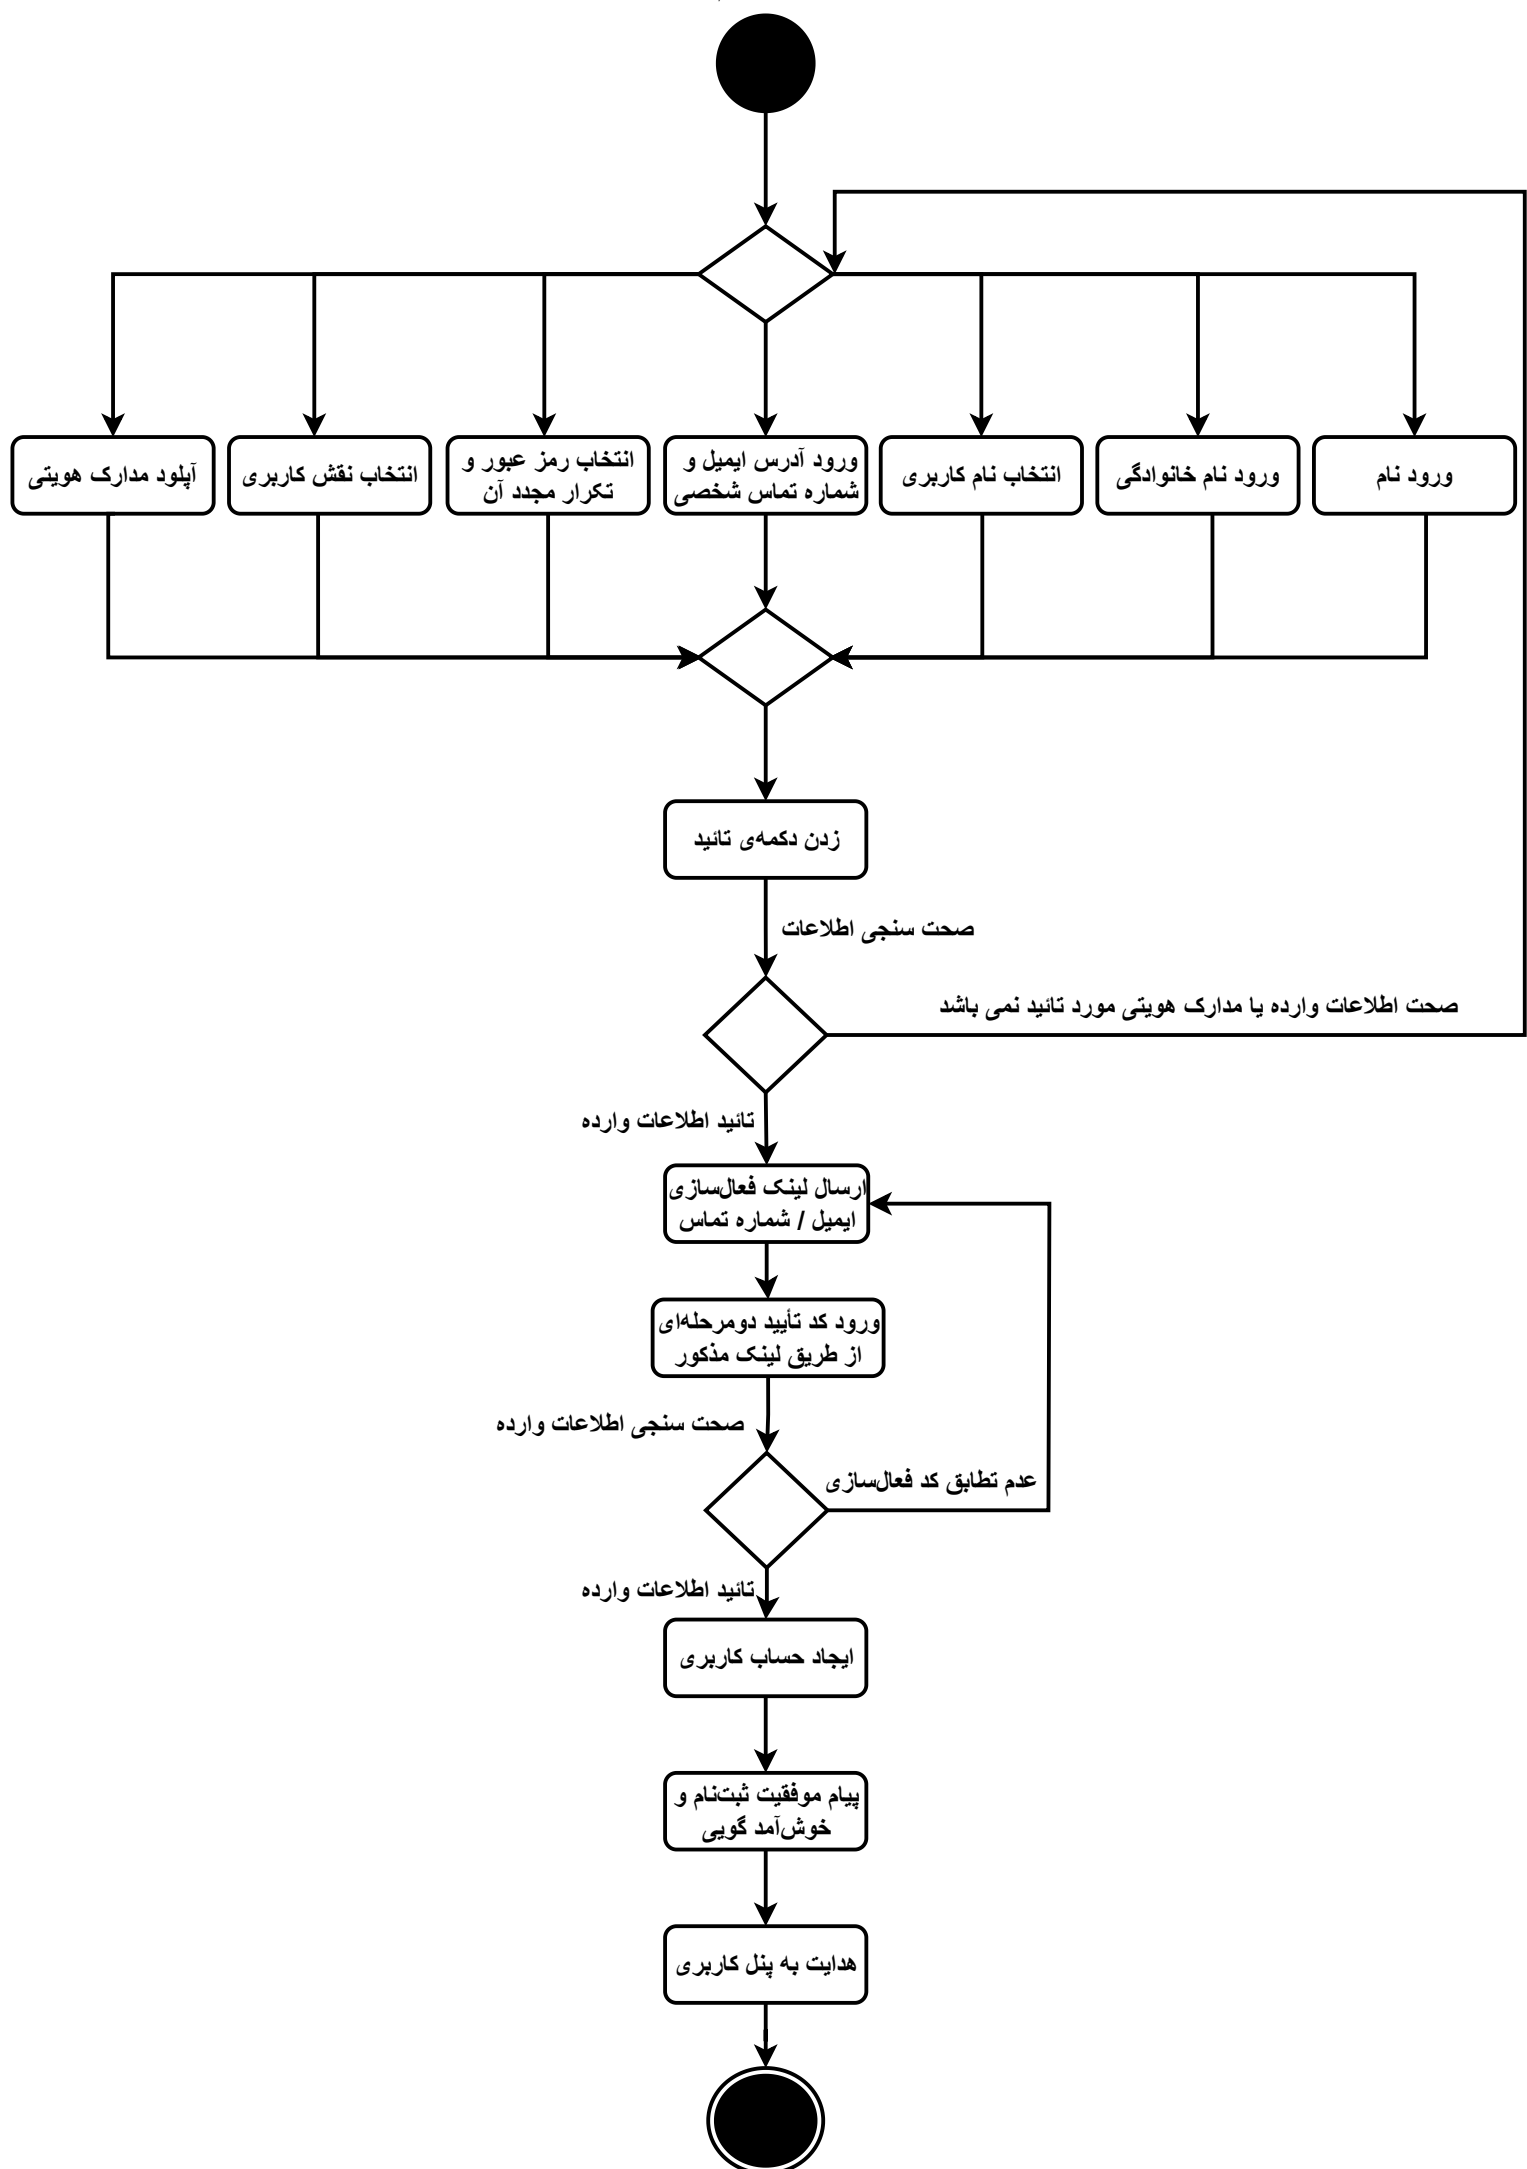 ورود نام
ورود نام خانوادگی
انتخاب نام کاربری
ورود آدرس ایمیل و
شماره تماس شخصی
انتخاب رمز عبور و
تکرار مجدد آن
انتخاب نقش کاربری
آپلود مدارک هویتی
زدن دکمه‌ی تائید
صحت سنجی اطلاعات
صحت اطلاعات وارده یا مدارک هویتی مورد تائید نمی باشد
تائید اطلاعات وارده
ارسال لینک فعال‌سازی
ایمیل / شماره تماس
ورود کد تأیید دومرحله‌ای
از طریق لینک مذکور
صحت سنجی اطلاعات وارده
عدم تطابق کد فعال‌سازی
تائید اطلاعات وارده
ایجاد حساب کاربری
پیام موفقیت ثبت‌نام و
خوش‌آمد گویی
هدایت به پنل کاربری